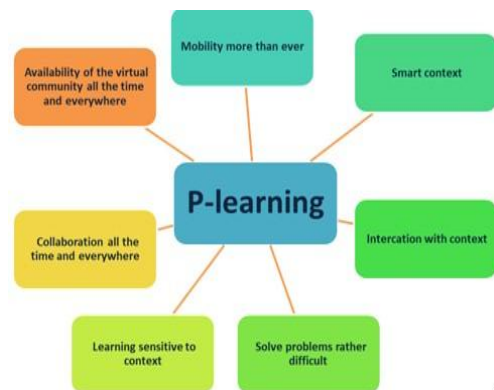 Mobility more than ever
Availability of the virtual
community all the time
and everywhere
Smart context
P-learning
Collaboration all the
time and everywhere
Intercation with context
Learning sensitive to
context
Solve problems rather
difficult